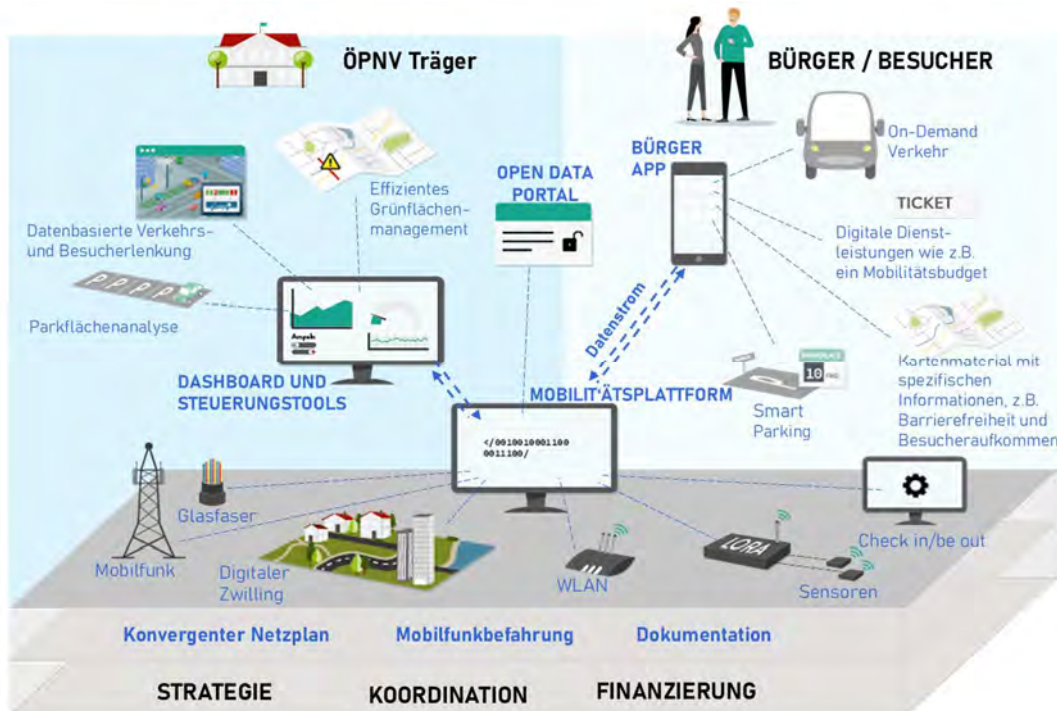 ÖPNV Träger
BÜRGER / BESUCHER
BÜRGER
APP
On-Demand
Verkehr
OPEN DATA
PORTAL
Effizientes
Grünflächen-
management
TICKET
Datenbasierte Verkehrs-
und Besucherlenkung
Digitale Dienst-
leistungen wie z.B.
ein Mobilitätsbudget
P P P P
Parkflächenanalyse
Datenstrom
Ampeln
10
DASHBOARD UND
STEUERUNGSTOOLS
MOBILITÄTSPLATTFORM
Smart
Parking
Kartenmaterial mit
spezifischen
Informationen, z.B.
Barrierefreiheit und
Besucheraufkommen
</0010010001100
0011100/
Glasfaser
Mobilfunk
Digitaler
Zwilling
WLAN
LORA
Sensoren
Check in/be out
Konvergenter Netzplan
Mobilfunkbefahrung
Dokumentation
STRATEGIE
KOORDINATION
FINANZIERUNG